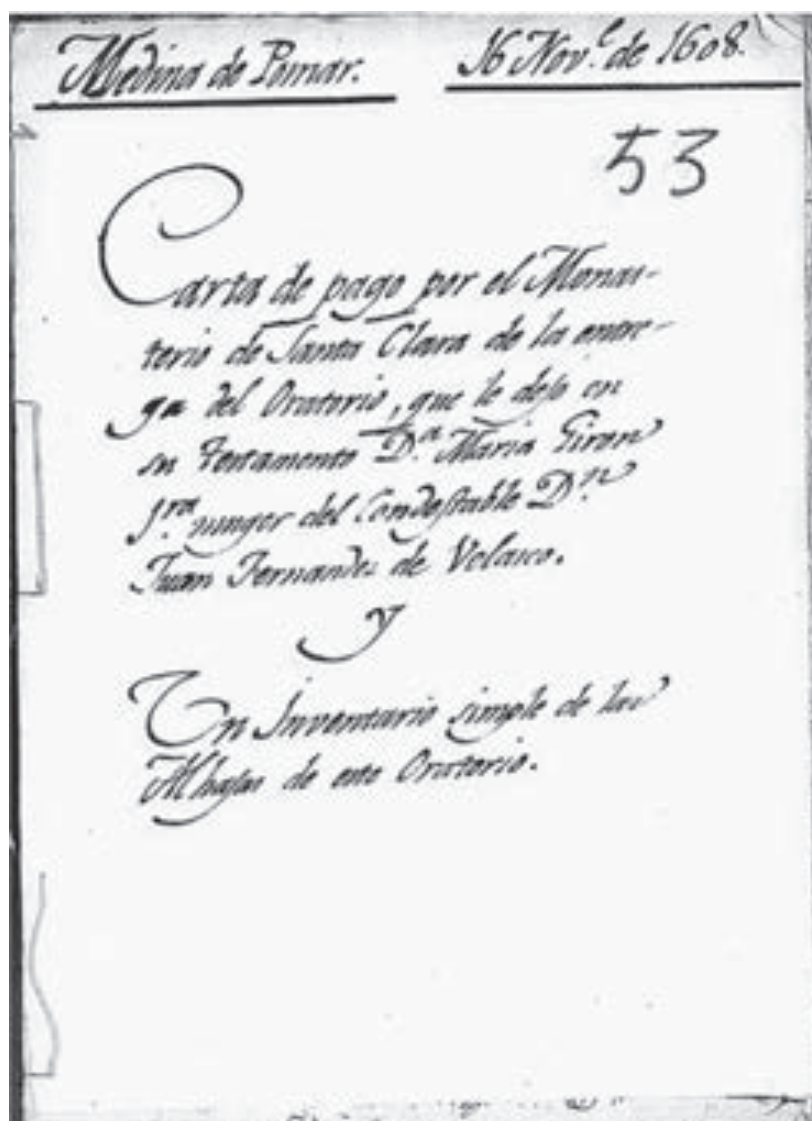 Medina de Pomar. 16 Nov.e de 1608.
53
Carta de pago por el Monas-
terio de Santa Clara de la entre-
ga del Oratorio, que le dejo en
su Testamento D.a Maria Giron
1.ra muger del Condestable D.n
Juan Fernandez de Velasco.
y
Un Inventario simple de las
Alhajas de este Oratorio.